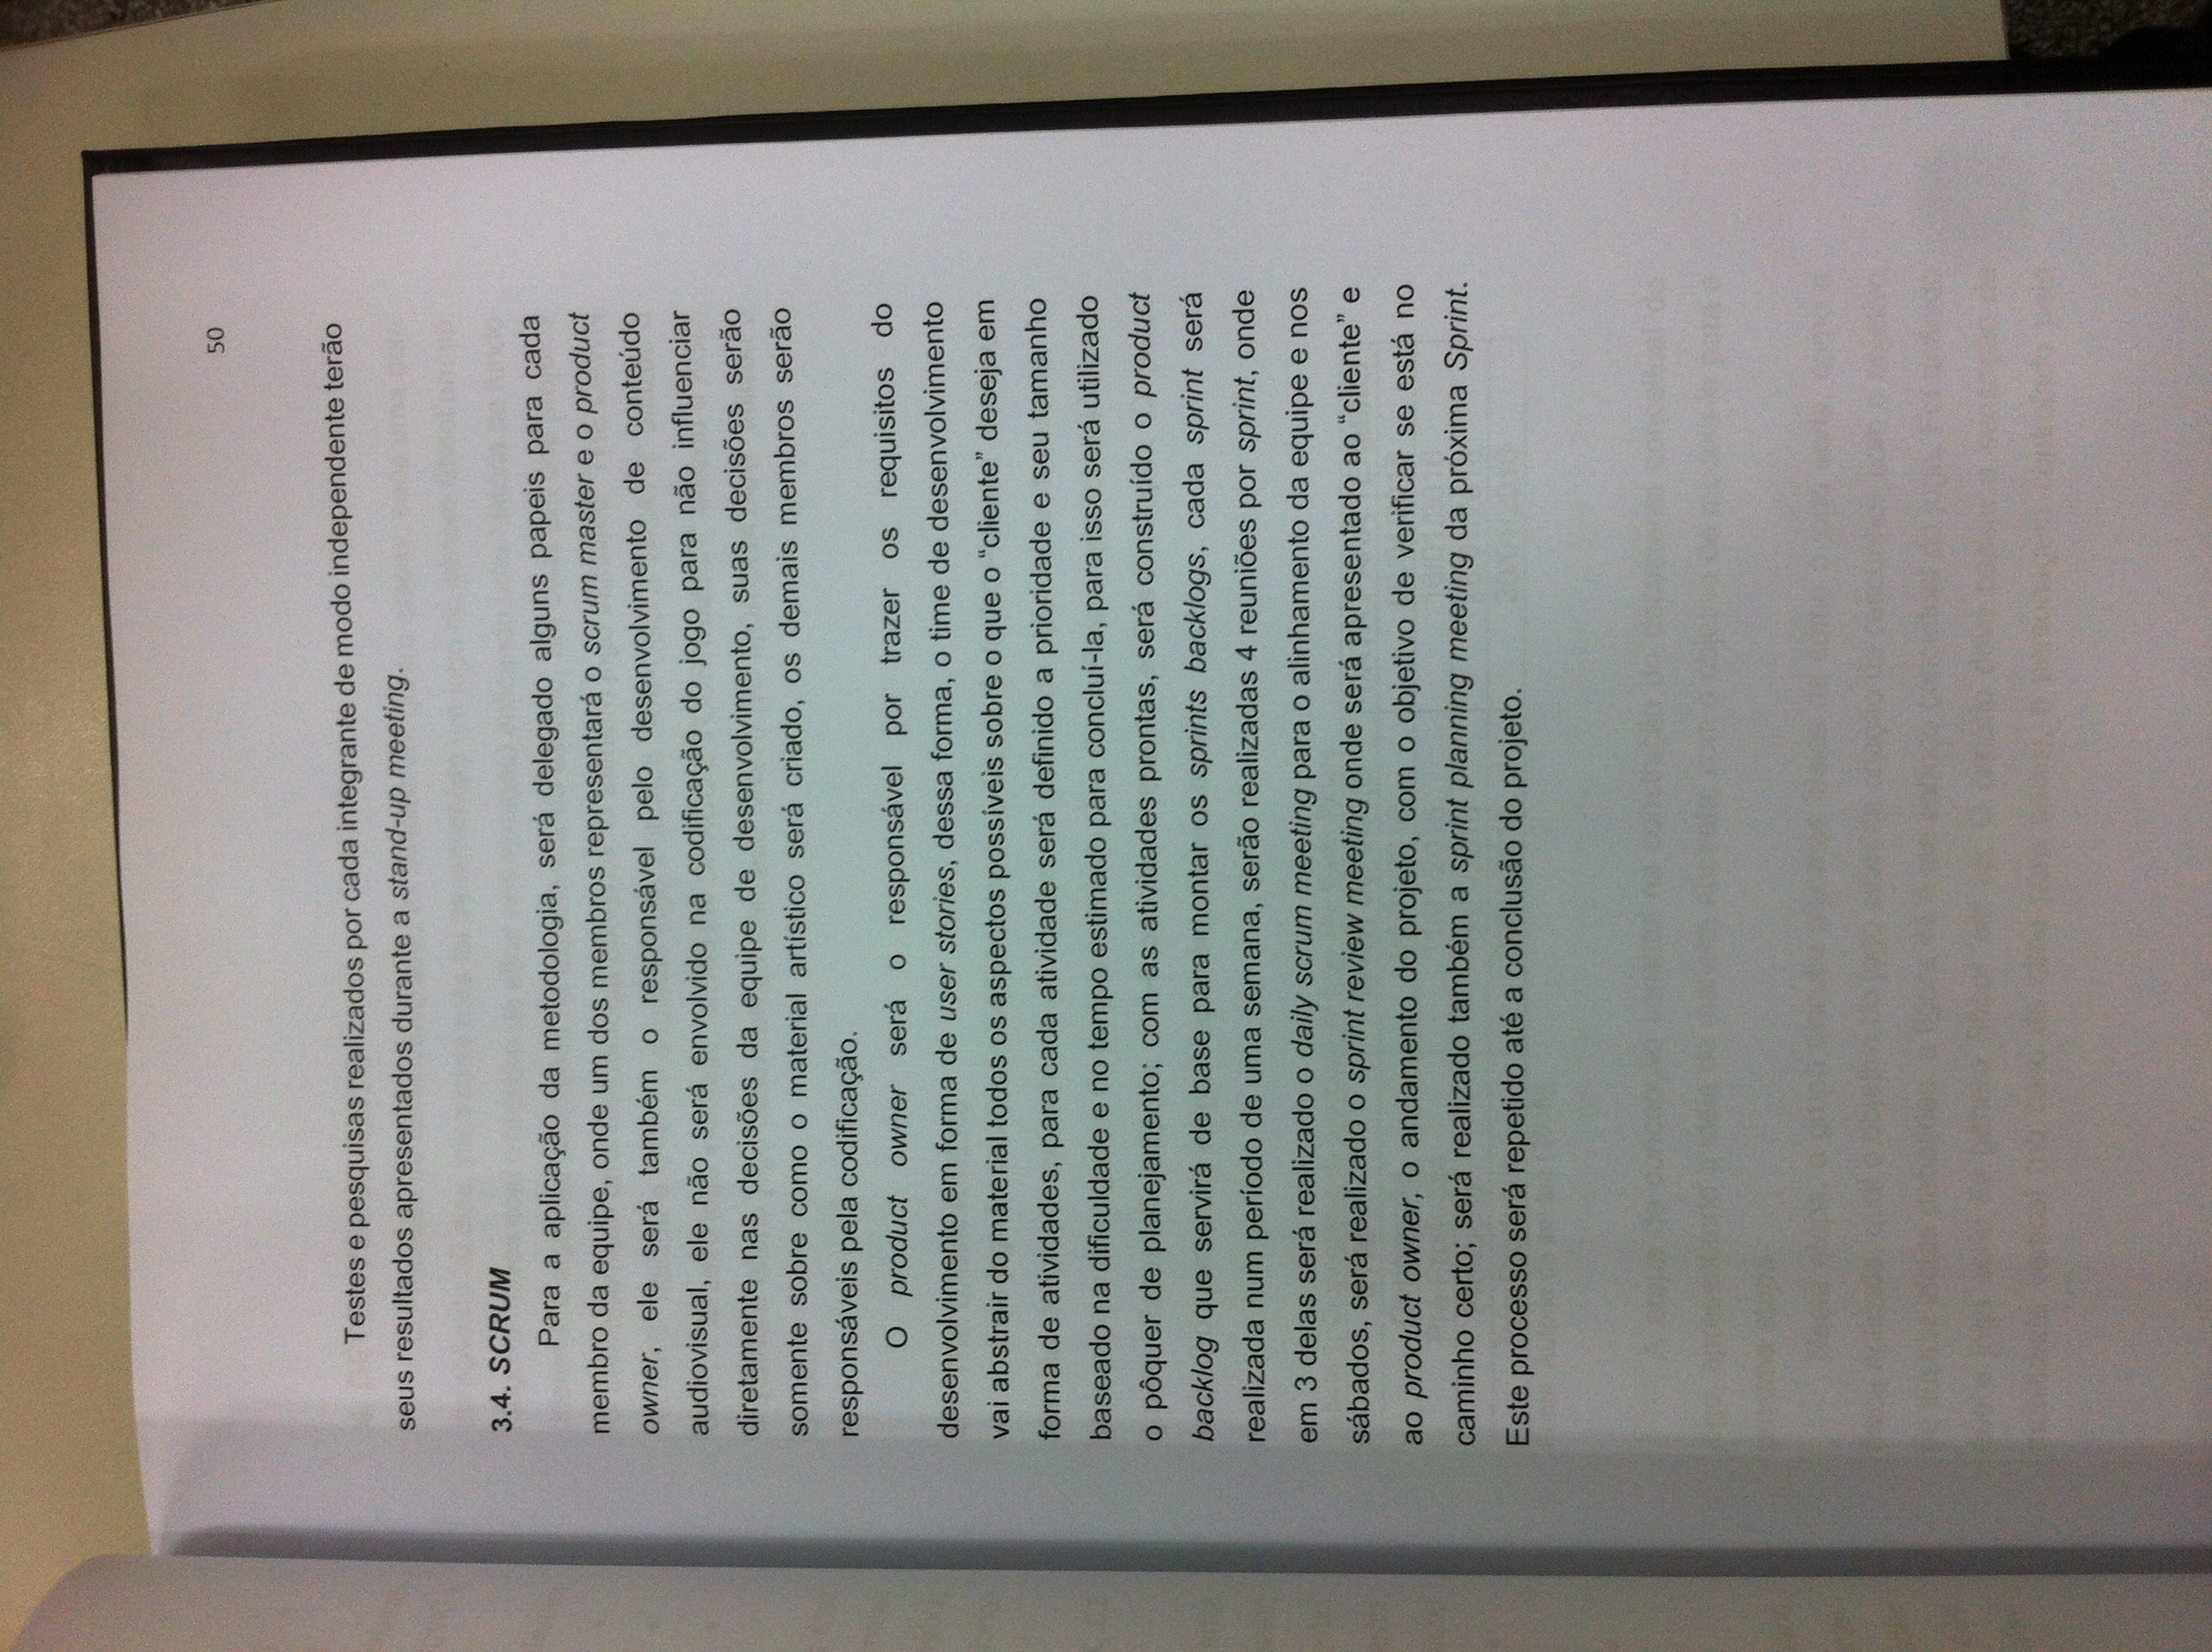 50
Testes e pesquisas realizados por cada integrante de modo independente terão
seus resultados apresentados durante a stand-up meeting.
3.4. SCRUM
Para a aplicação da metodologia, será delegado alguns papeis para cada
membro da equipe, onde um dos membros representará o scrum master e o product
owner, ele será também o responsável pelo desenvolvimento de conteúdo
audiovisual, ele não será envolvido na codificação do jogo para não influenciar
diretamente nas decisões da equipe de desenvolvimento, suas decisões serão
somente sobre como o material artístico será criado, os demais membros serão
responsáveis pela codificação.
O product owner será o responsável por trazer os requisitos do
desenvolvimento em forma de user stories, dessa forma, o time de desenvolvimento
vai abstrair do material todos os aspectos possíveis sobre o que o “cliente” deseja em
forma de atividades, para cada atividade será definido a prioridade e seu tamanho
baseado na dificuldade e no tempo estimado para concluí-la, para isso será utilizado
o pôquer de planejamento; com as atividades prontas, será construído o product
backlog que servirá de base para montar os sprints backlogs, cada sprint será
realizada num período de uma semana, serão realizadas 4 reuniões por sprint, onde
em 3 delas será realizado o daily scrum meeting para o alinhamento da equipe e nos
sábados, será realizado o sprint review meeting onde será apresentado ao “cliente” e
ao product owner, o andamento do projeto, com o objetivo de verificar se está no
caminho certo; será realizado também a sprint planning meeting da próxima Sprint.
Este processo será repetido até a conclusão do projeto.